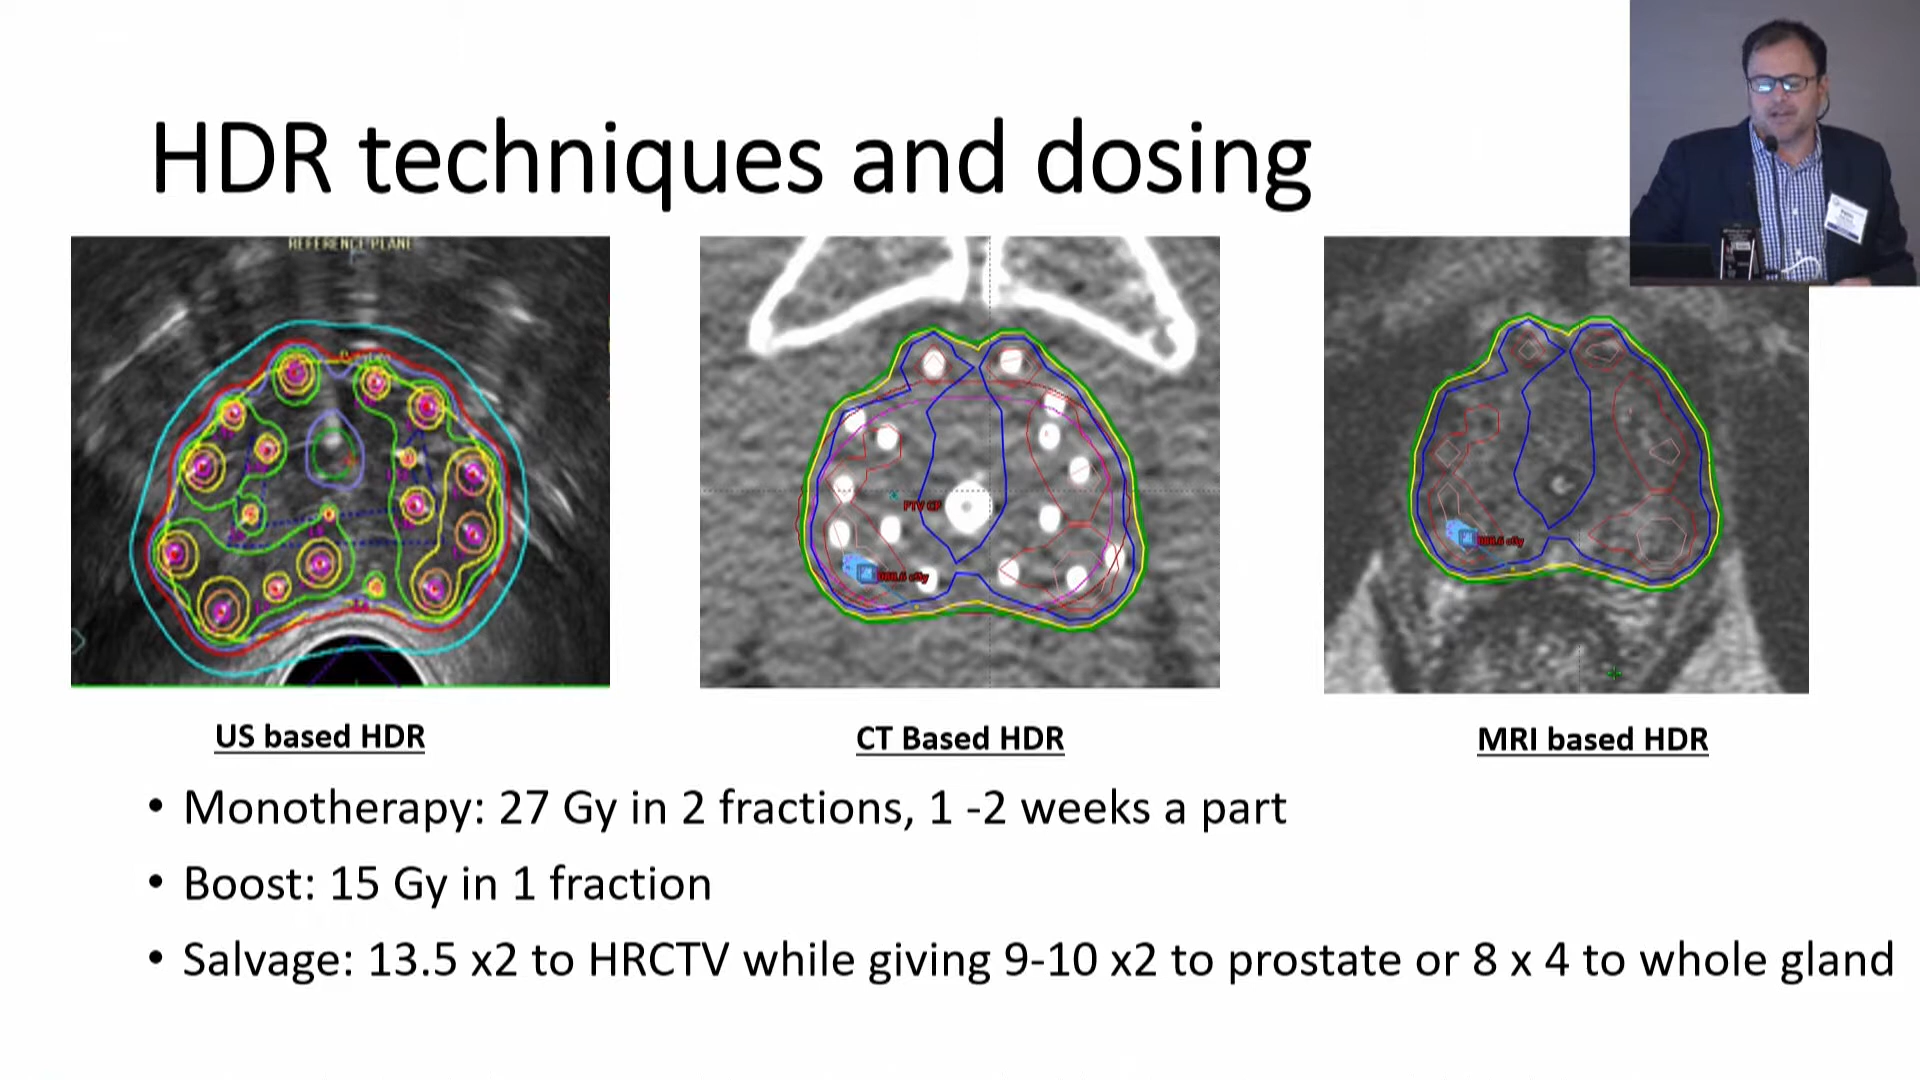 HDR techniques and dosing
REFERENCE PLANE
PTV CF
US based HDR
CT Based HDR
MRI based HDR
• Monotherapy: 27 Gy in 2 fractions, 1 -2 weeks a part
• Boost: 15 Gy in 1 fraction
• Salvage: 13.5 x2 to HRCTV while giving 9-10 x2 to prostate or 8 x 4 to whole gland